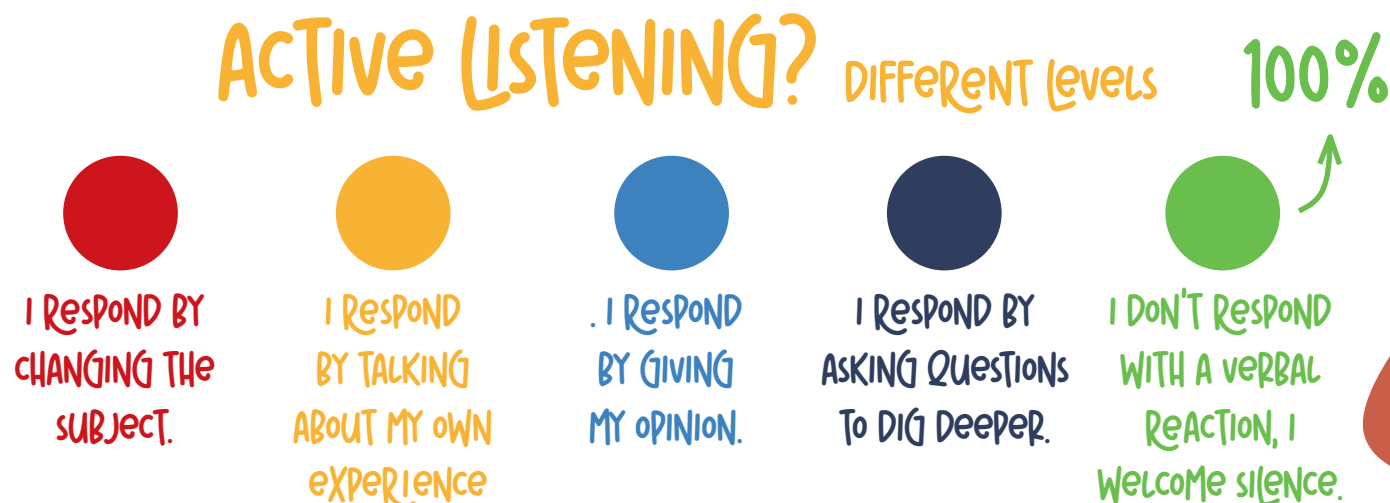 ACTIVE LISTENING? DIFFERENT LEVELS 100%
I RESPOND BY
CHANGING THE
SUBJECT.
I RESPOND
BY TALKING
ABOUT MY OWN
EXPERIENCE
. I RESPOND
BY GIVING
MY OPINION.
I RESPOND BY
ASKING QUESTIONS
TO DIG DEEPER.
I DON'T RESPOND
WITH A VERBAL
REACTION, I
WELCOME SILENCE.